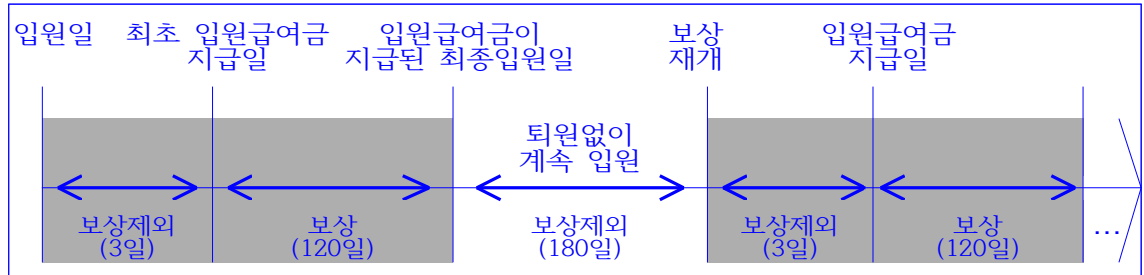 입원일
최초 입원급여금
지급일
입원급여금이
지급된 최종입원일
보상
재개
입원급여금
지급일
퇴원없이
계속 입원
보상제외
(3일)
보상
(120일)
보상제외
(180일)
보상제외
(3일)
보상
(120일)
...